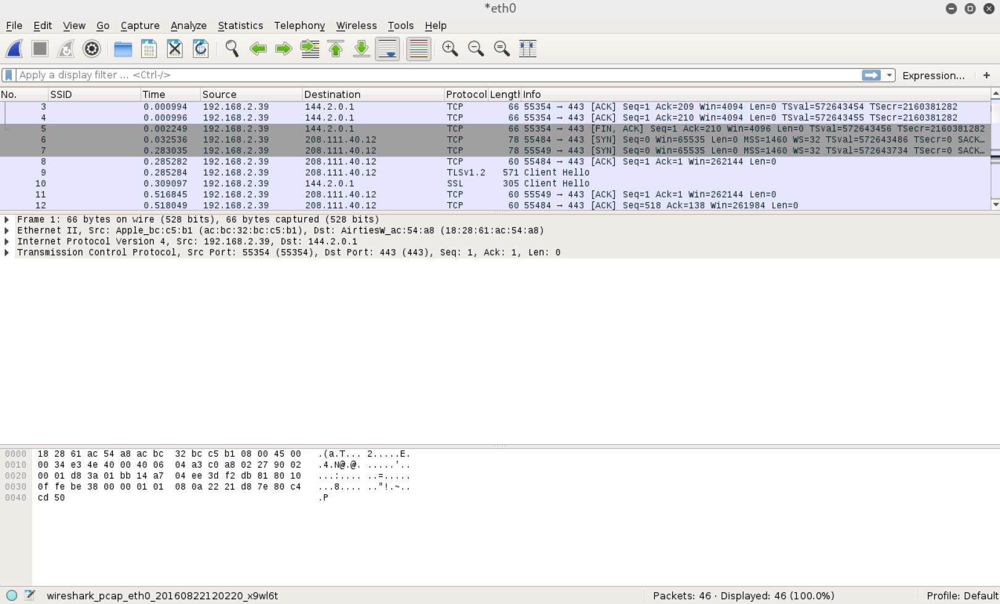 *eth0
File Edit View Go Capture Analyze Statistics Telephony Wireless Tools Help
Apply a display filter ... <Ctrl-/> Expression... +
No. SSID Time Source Destination Protocol Length Info
3 0.000994 192.168.2.39 144.2.0.1 TCP 66 55354 → 443 [ACK] Seq=1 Ack=209 Win=4094 Len=0 TSval=572643454 TSecr=2160381282
4 0.000996 192.168.2.39 144.2.0.1 TCP 66 55354 → 443 [ACK] Seq=1 Ack=210 Win=4094 Len=0 TSval=572643455 TSecr=2160381282
5 0.002249 192.168.2.39 144.2.0.1 TCP 66 55354 → 443 [FIN, ACK] Seq=1 Ack=210 Win=4096 Len=0 TSval=572643456 TSecr=2160381282
6 0.032536 192.168.2.39 208.111.40.12 TCP 78 55484 → 443 [SYN] Seq=0 Win=65535 Len=0 MSS=1460 WS=32 TSval=572643486 TSecr=0 SACK…
7 0.283035 192.168.2.39 208.111.40.12 TCP 78 55549 → 443 [SYN] Seq=0 Win=65535 Len=0 MSS=1460 WS=32 TSval=572643734 TSecr=0 SACK…
8 0.285282 192.168.2.39 208.111.40.12 TCP 60 55484 → 443 [ACK] Seq=1 Ack=1 Win=262144 Len=0
9 0.285284 192.168.2.39 208.111.40.12 TLSv1.2 571 Client Hello
10 0.309097 192.168.2.39 144.2.0.1 SSL 305 Client Hello
11 0.516845 192.168.2.39 208.111.40.12 TCP 60 55549 → 443 [ACK] Seq=1 Ack=1 Win=262144 Len=0
12 0.518049 192.168.2.39 208.111.40.12 TCP 60 55484 → 443 [ACK] Seq=518 Ack=138 Win=261984 Len=0
Frame 1: 66 bytes on wire (528 bits), 66 bytes captured (528 bits)
Ethernet II, Src: Apple_bc:c5:b1 (ac:bc:32:bc:c5:b1), Dst: AirtiesW_ac:54:a8 (18:28:61:ac:54:a8)
Internet Protocol Version 4, Src: 192.168.2.39, Dst: 144.2.0.1
Transmission Control Protocol, Src Port: 55354 (55354), Dst Port: 443 (443), Seq: 1, Ack: 1, Len: 0
0000 18 28 61 ac 54 a8 ac bc 32 bc c5 b1 08 00 45 00 .(a.T... 2.....E.
0010 00 34 e3 4e 40 00 40 06 04 a3 c0 a8 02 27 90 02 .4.N@.@. .....'..
0020 00 01 d8 3a 01 bb 14 a7 04 ee 3d f2 db 81 80 10 ...:.... ..=.....
0030 0f fe be 38 00 00 01 01 08 0a 22 21 d8 7e 80 c4 ...8.... .."!.~..
0040 cd 50 .P
wireshark_pcap_eth0_20160822120220_x9wl6t Packets: 46 · Displayed: 46 (100.0%) Profile: Default